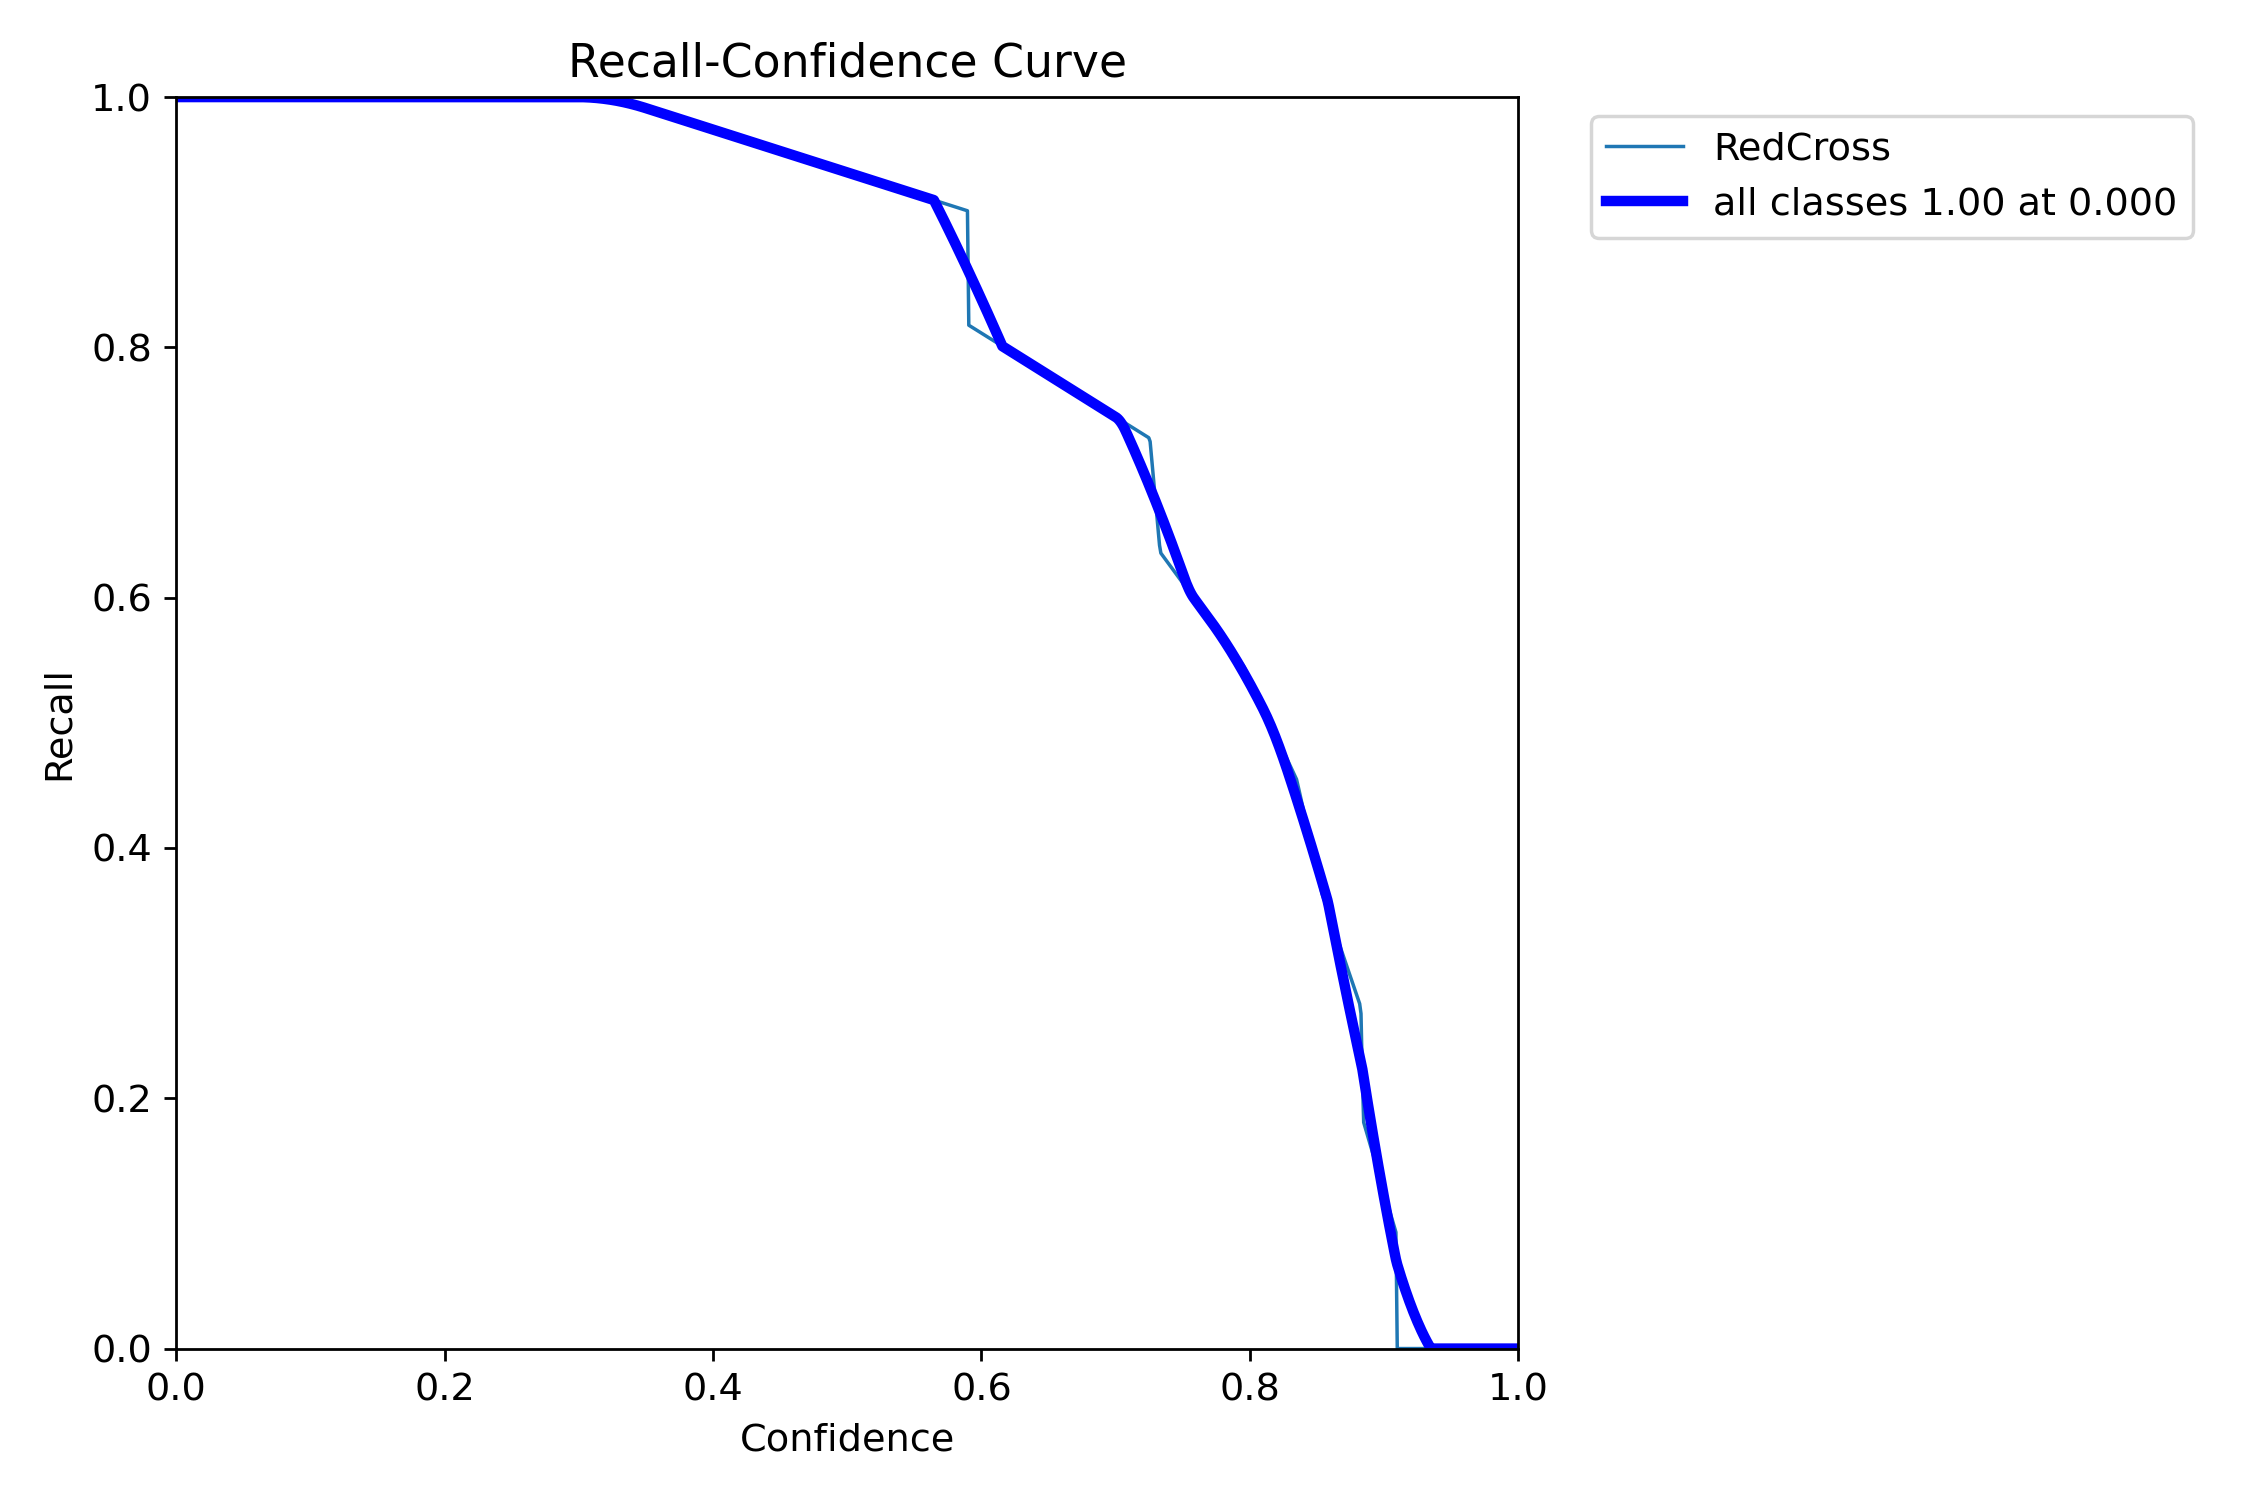 Recall-Confidence Curve
1.0
0.8
0.6
0.4
0.2
0.0
Recall
0.0 0.2 0.4 0.6 0.8 1.0
Confidence
RedCross
all classes 1.00 at 0.000